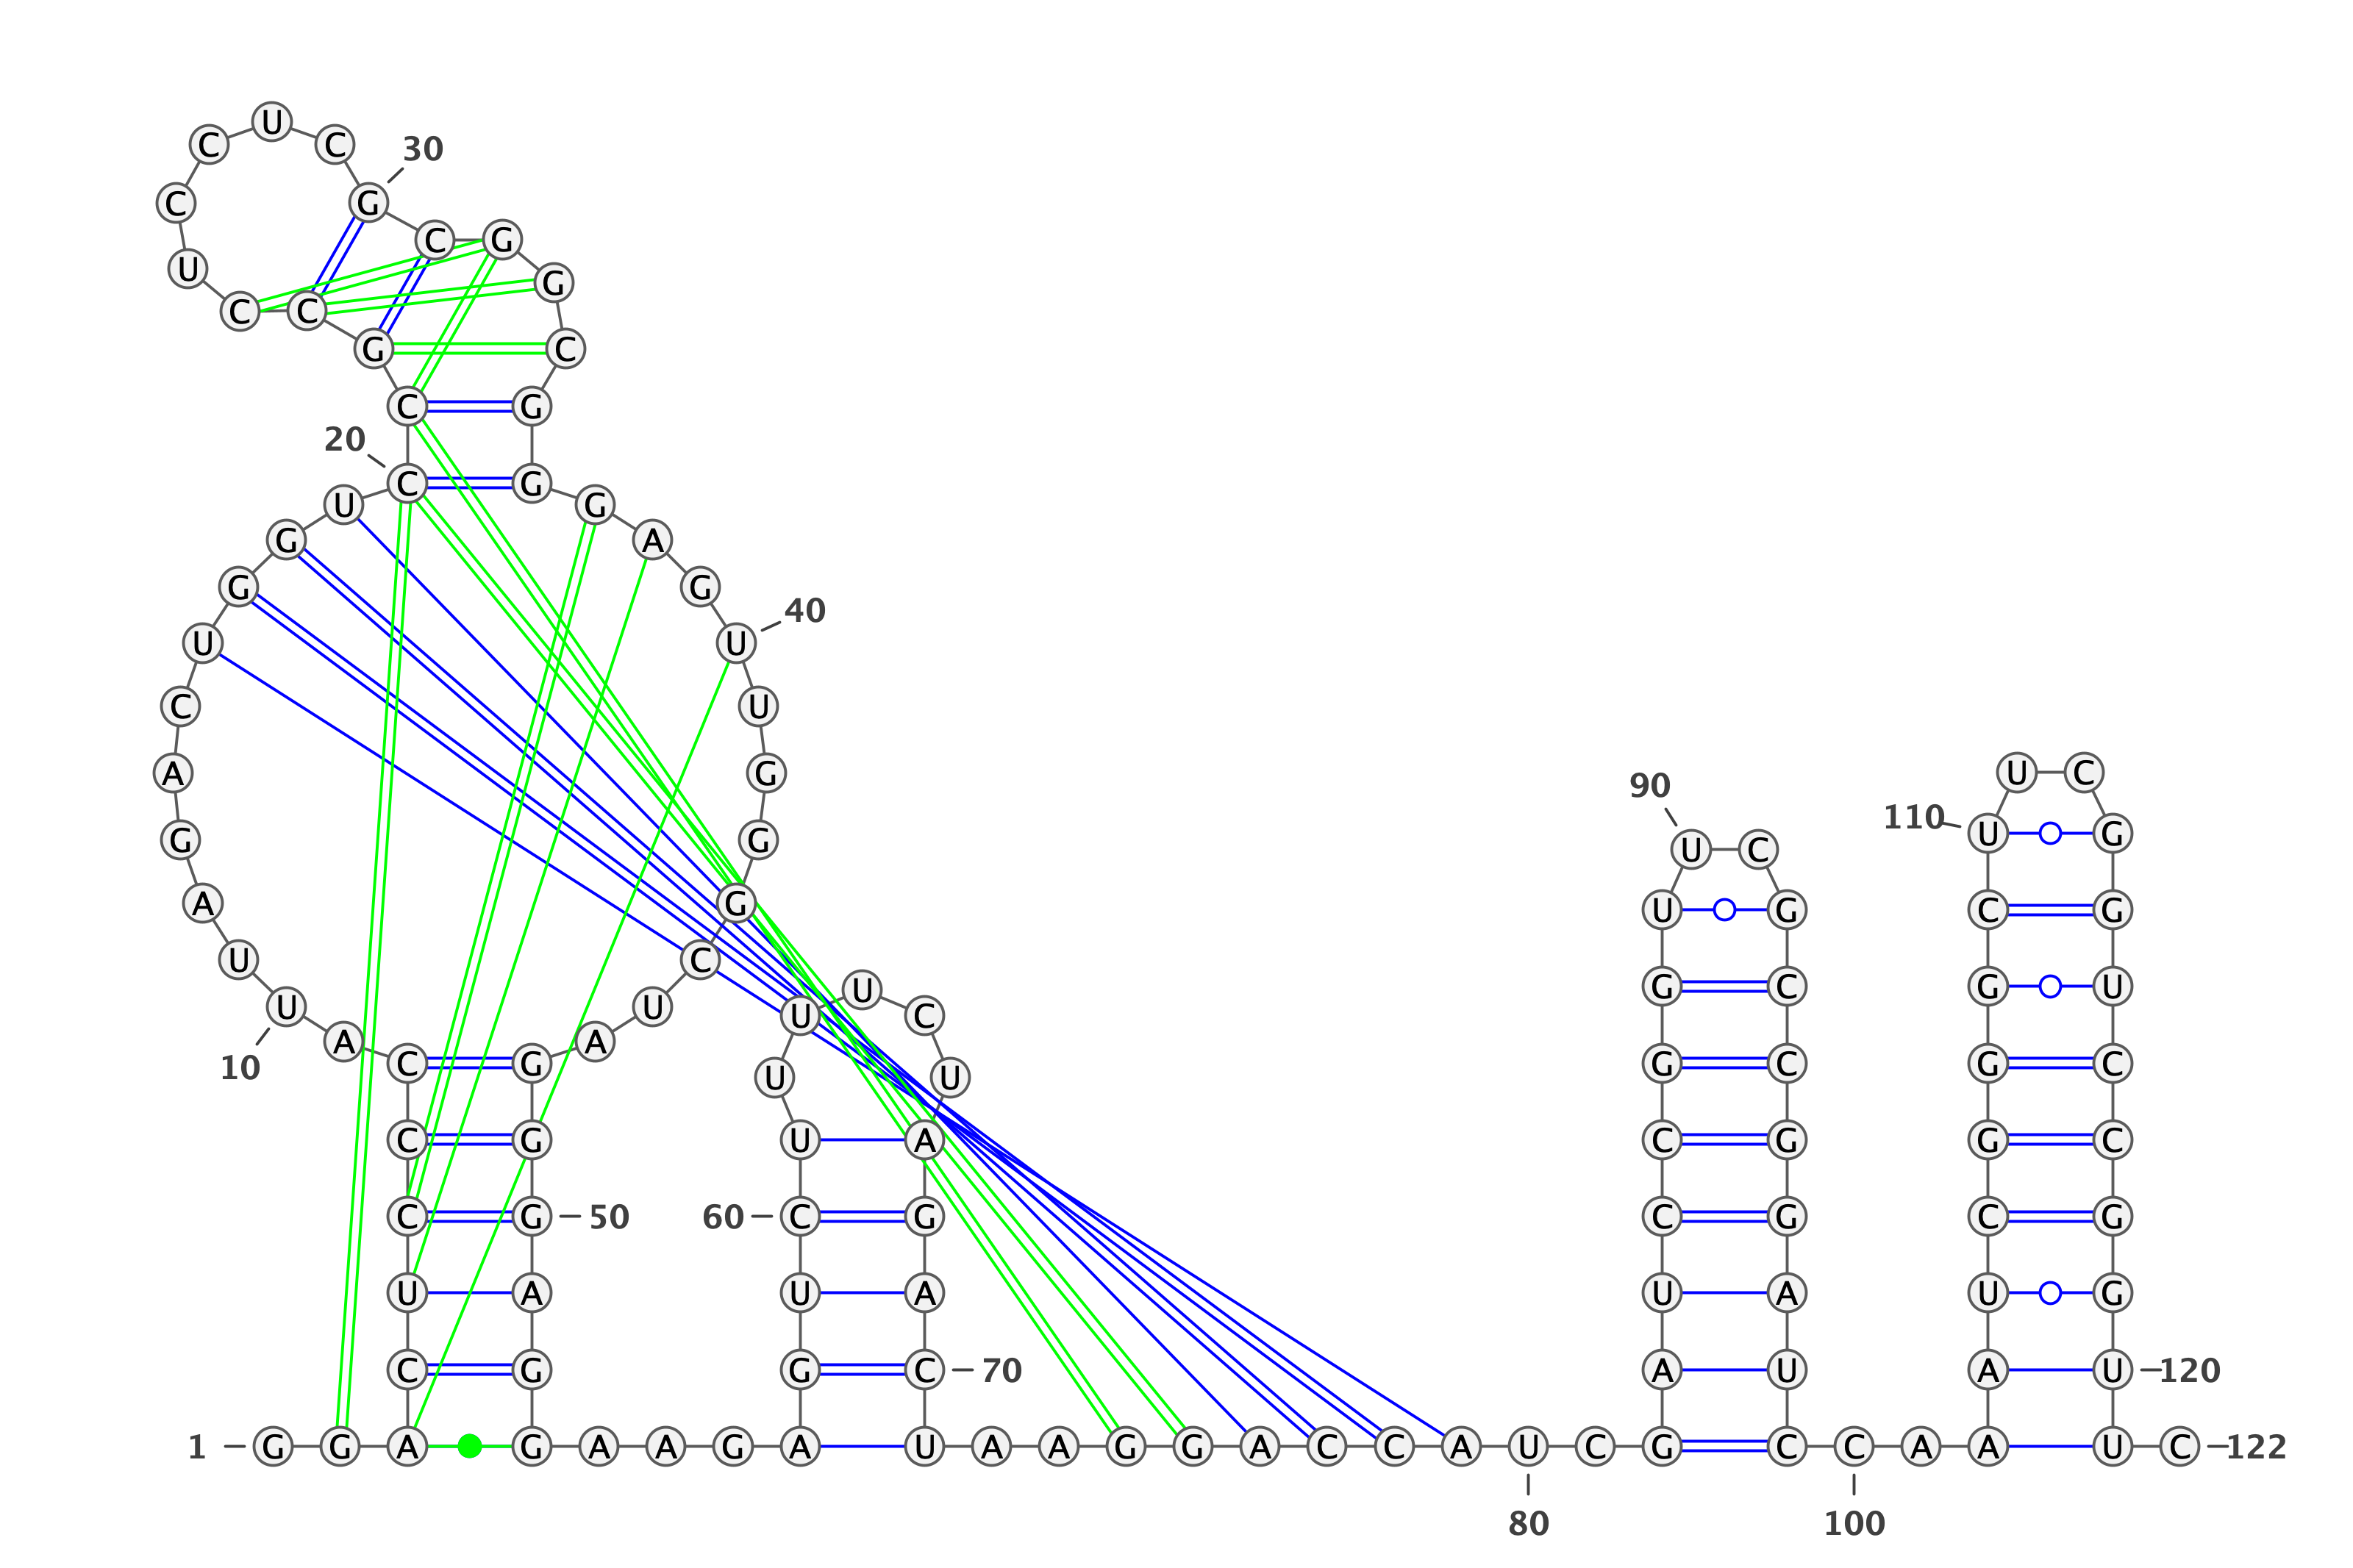 U
C C 30
C G
C G
U G
C C
G C
C G
20
C G
U G
G A
G G
40
U U
C U
A G U C
90
110
G G U C U G
A G U G C G
U C
U G C G U
U U U C
A A
10 C G U U G C G C
C G U A C G G C
C G 50 60 C G C G C G
U A U A U A U G
C G G C 70 A U A U 120
1 G G A G A A G A U A A G G A C C A U C G C C A A U C 122
80 100